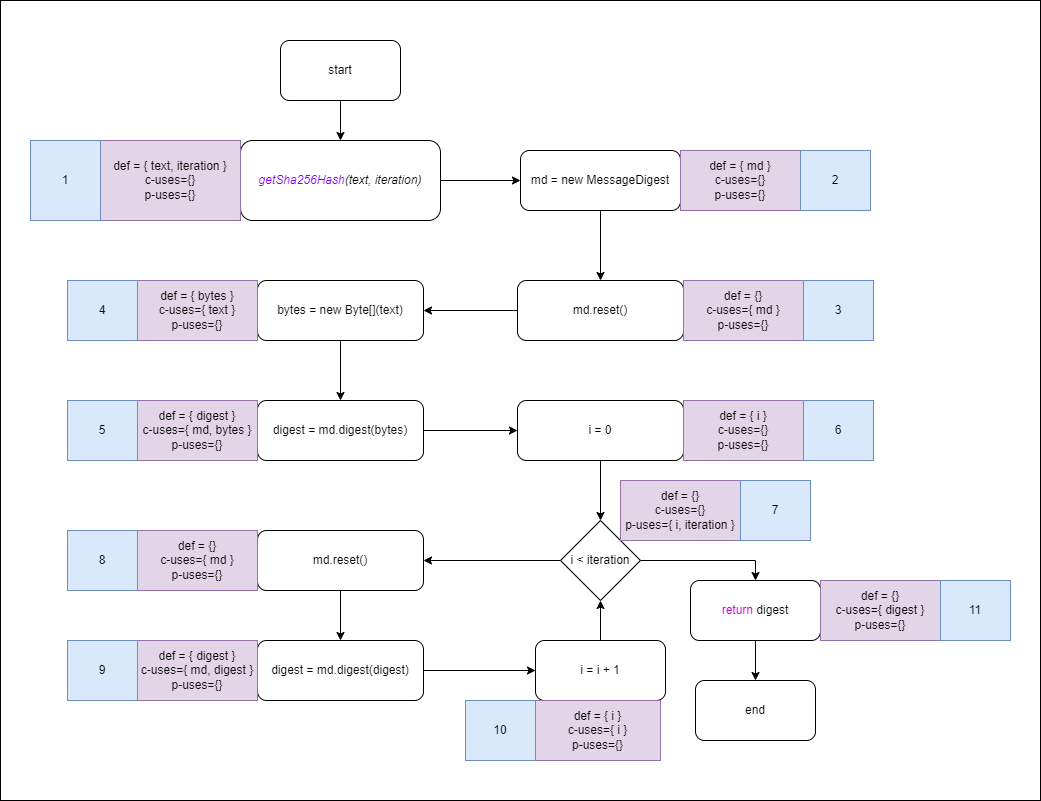 start
1
def = { text, iteration }
c-uses={}
p-uses={}
getSha256Hash(text, iteration)
md = new MessageDigest
def = { md }
c-uses={}
p-uses={}
2
4
def = { bytes }
c-uses={ text }
p-uses={}
bytes = new Byte[](text)
md.reset()
def = {}
c-uses={ md }
p-uses={}
3
5
def = { digest }
c-uses={ md, bytes }
p-uses={}
digest = md.digest(bytes)
i = 0
def = { i }
c-uses={}
p-uses={}
6
def = {}
c-uses={}
p-uses={ i, iteration }
7
8
def = {}
c-uses={ md }
p-uses={}
md.reset()
i < iteration
return digest
def = {}
c-uses={ digest }
p-uses={}
11
9
def = { digest }
c-uses={ md, digest }
p-uses={}
digest = md.digest(digest)
i = i + 1
10
def = { i }
c-uses={ i }
p-uses={}
end